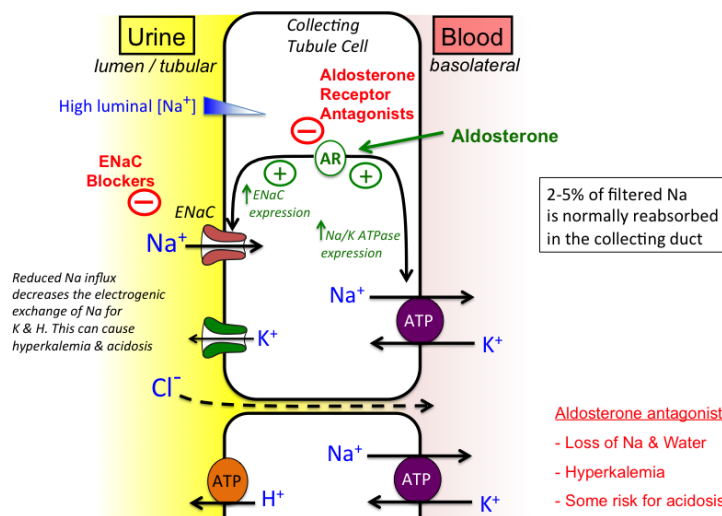 Urine
lumen / tubular
Collecting
Tubule Cell
Blood
basolateral
High luminal [Na⁺]
Aldosterone
Receptor
Antagonists
Aldosterone
AR
ENaC
Blockers
↑ ENaC
expression
↑ Na/K ATPase
expression
2-5% of filtered Na
is normally reabsorbed
in the collecting duct
ENaC
Na⁺
Reduced Na influx
decreases the electrogenic
exchange of Na for
K & H. This can cause
hyperkalemia & acidosis
Na⁺
ATP
K⁺
K⁺
Cl⁻
Na⁺
ATP
K⁺
ATP
H⁺
Aldosterone antagonist
- Loss of Na & Water
- Hyperkalemia
- Some risk for acidosis